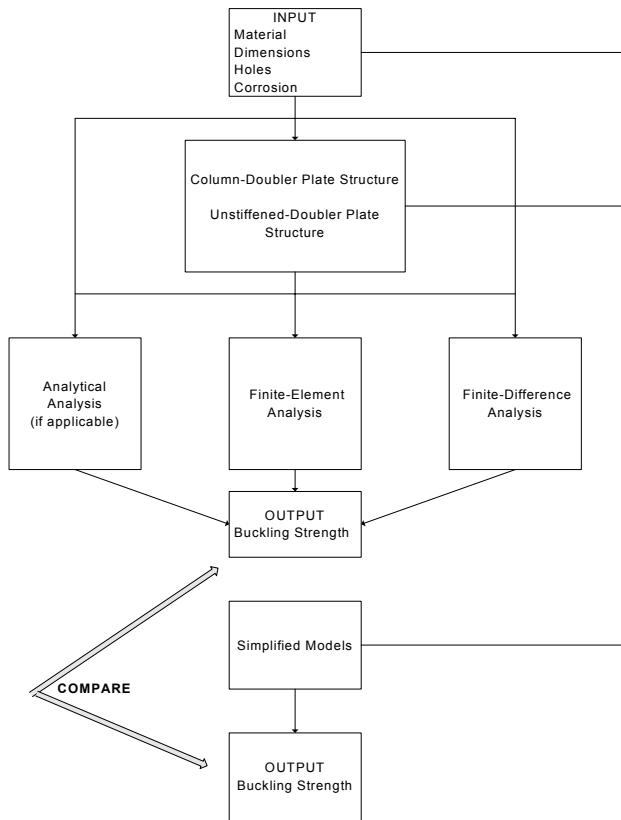 INPUT
Material
Dimensions
Holes
Corrosion
Column-Doubler Plate Structure
Unstiffened-Doubler Plate
Structure
Analytical
Analysis
(if applicable)
Finite-Element
Analysis
Finite-Difference
Analysis
OUTPUT
Buckling Strength
Simplified Models
COMPARE
OUTPUT
Buckling Strength